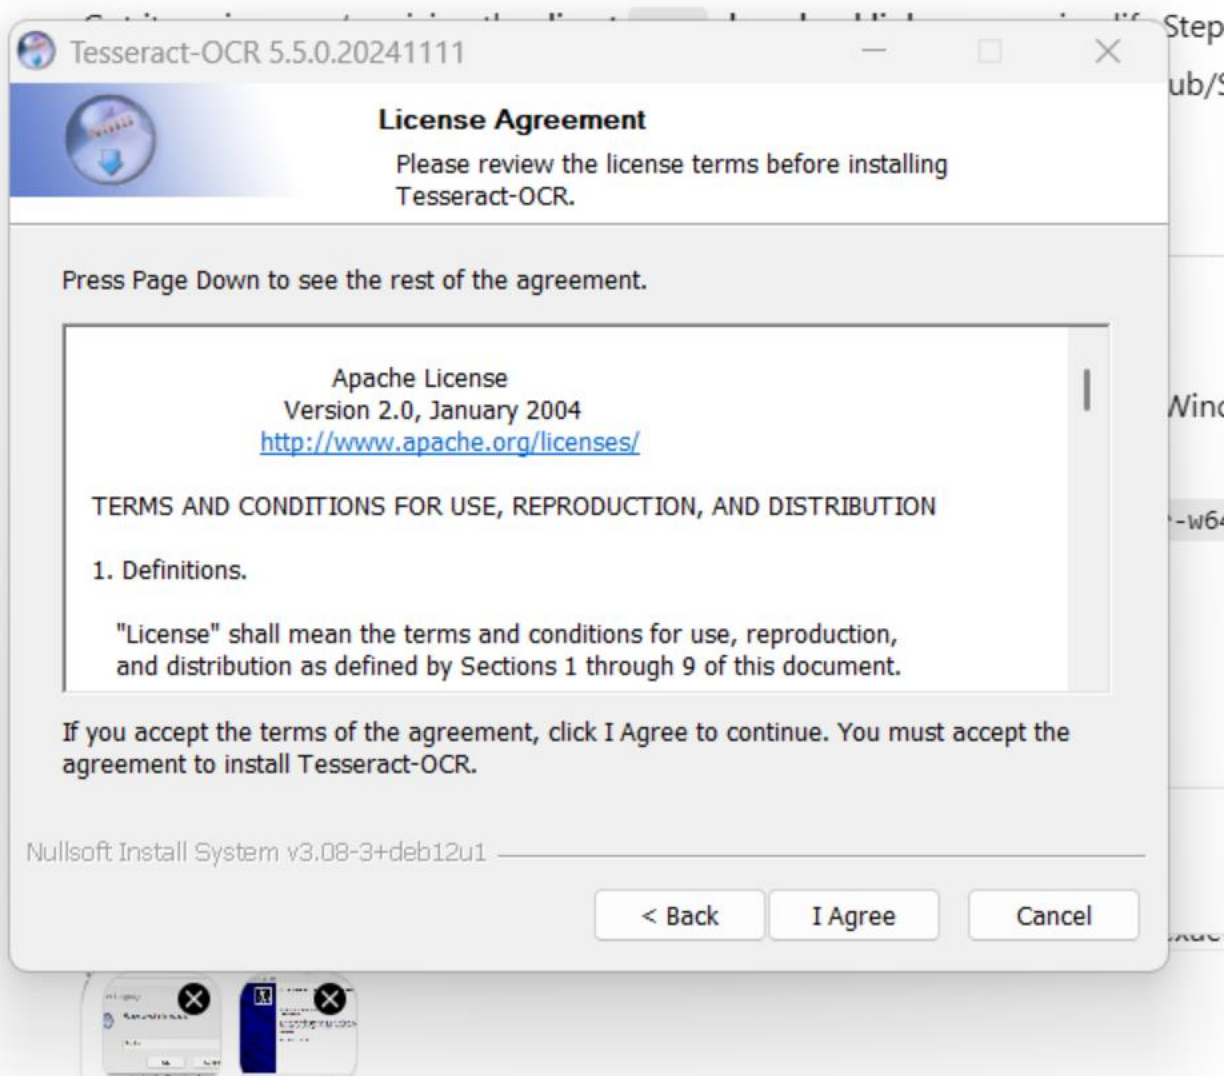 Step
Tesseract-OCR 5.5.0.20241111
ub/S
License Agreement
Please review the license terms before installing
Tesseract-OCR.
Press Page Down to see the rest of the agreement.
Apache License
Version 2.0, January 2004
http://www.apache.org/licenses/
TERMS AND CONDITIONS FOR USE, REPRODUCTION, AND DISTRIBUTION
1. Definitions.
"License" shall mean the terms and conditions for use, reproduction,
and distribution as defined by Sections 1 through 9 of this document.
Wind
-w64
If you accept the terms of the agreement, click I Agree to continue. You must accept the
agreement to install Tesseract-OCR.
Nullsoft Install System v3.08-3+deb12u1
< Back
I Agree
Cancel